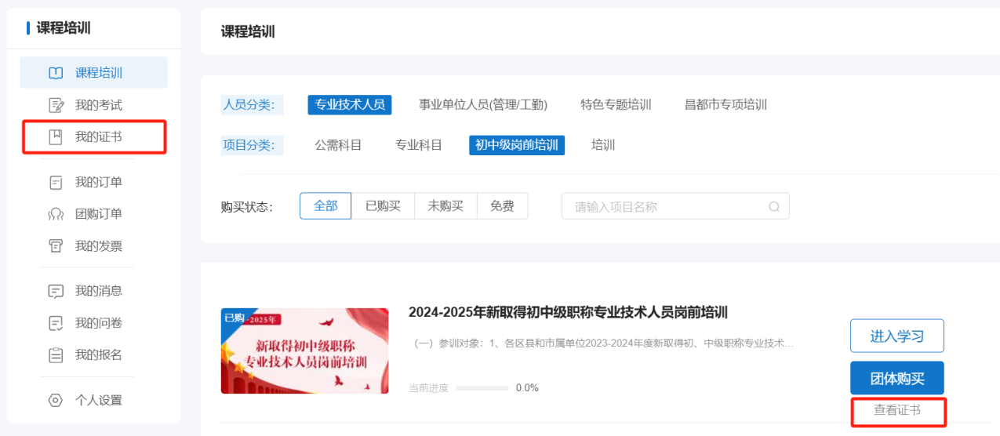 课程培训
课程培训
我的考试
我的证书
我的订单
团购订单
我的发票
我的消息
我的问卷
我的报名
个人设置
课程培训
人员分类： 专业技术人员 事业单位人员(管理/工勤) 特色专题培训 昌都市专项培训
项目分类： 公需科目 专业科目 初中级岗前培训 培训
购买状态： 全部 已购买 未购买 免费 请输入项目名称
已购 -2025年
新取得初中级职称
专业技术人员岗前培训
2024-2025年新取得初中级职称专业技术人员岗前培训
（一）参训对象：1、各区县和市属单位2023-2024年度新取得初、中级职称专业技术...
当前进度 0.0%
进入学习
团体购买
查看证书